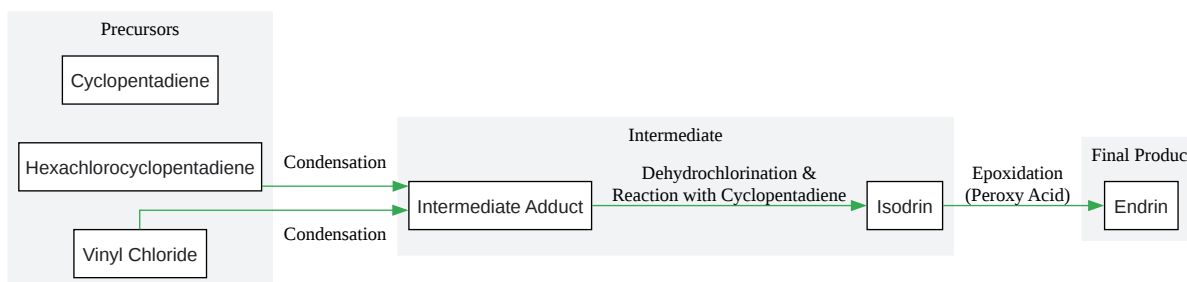 Precursors
Cyclopentadiene
Hexachlorocyclopentadiene
Vinyl Chloride
Condensation
Condensation
Intermediate
Intermediate Adduct
Dehydrochlorination &
Reaction with Cyclopentadiene
Isodrin
Epoxidation
(Peroxy Acid)
Final Produc
Endrin